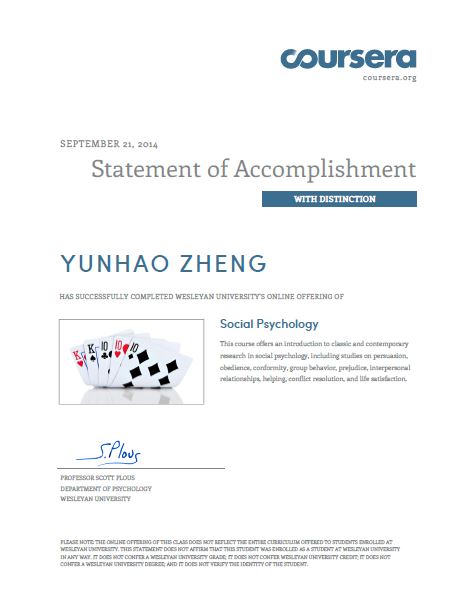 coursera
coursera.org
SEPTEMBER 21, 2014
Statement of Accomplishment
WITH DISTINCTION
YUNHAO ZHENG
HAS SUCCESSFULLY COMPLETED WESLEYAN UNIVERSITY'S ONLINE OFFERING OF
Social Psychology
This course offers an introduction to classic and contemporary
research in social psychology, including studies on persuasion,
obedience, conformity, group behavior, prejudice, interpersonal
relationships, helping, conflict resolution, and life satisfaction.
K K 10 10
S. Plous
PROFESSOR SCOTT PLOUS
DEPARTMENT OF PSYCHOLOGY
WESLEYAN UNIVERSITY
PLEASE NOTE: THE ONLINE OFFERING OF THIS CLASS DOES NOT REFLECT THE ENTIRE CURRICULUM OFFERED TO STUDENTS ENROLLED AT
WESLEYAN UNIVERSITY. THIS STATEMENT DOES NOT AFFIRM THAT THIS STUDENT WAS ENROLLED AS A STUDENT AT WESLEYAN UNIVERSITY
IN ANY WAY. IT DOES NOT CONFER A WESLEYAN UNIVERSITY GRADE; IT DOES NOT CONFER WESLEYAN UNIVERSITY CREDIT; IT DOES NOT
CONFER A WESLEYAN UNIVERSITY DEGREE; AND IT DOES NOT VERIFY THE IDENTITY OF THE STUDENT.